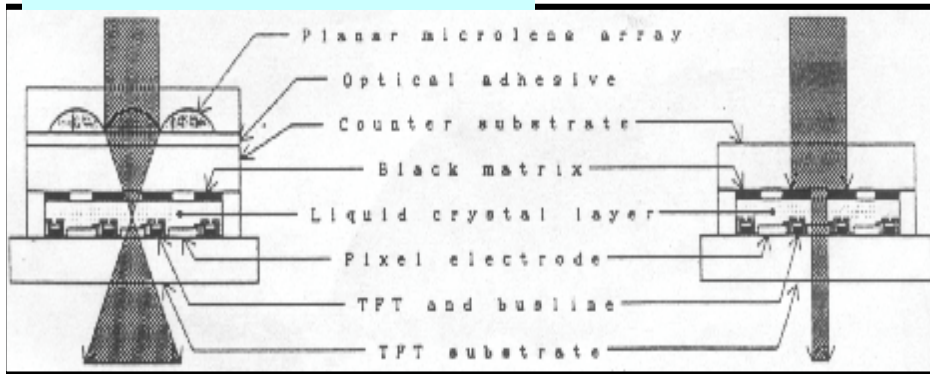 Planar microlens array
Optical adhesive
Counter substrate
Black matrix
Liquid crystal layer
Pixel electrode
TFT and busline
TFT substrate